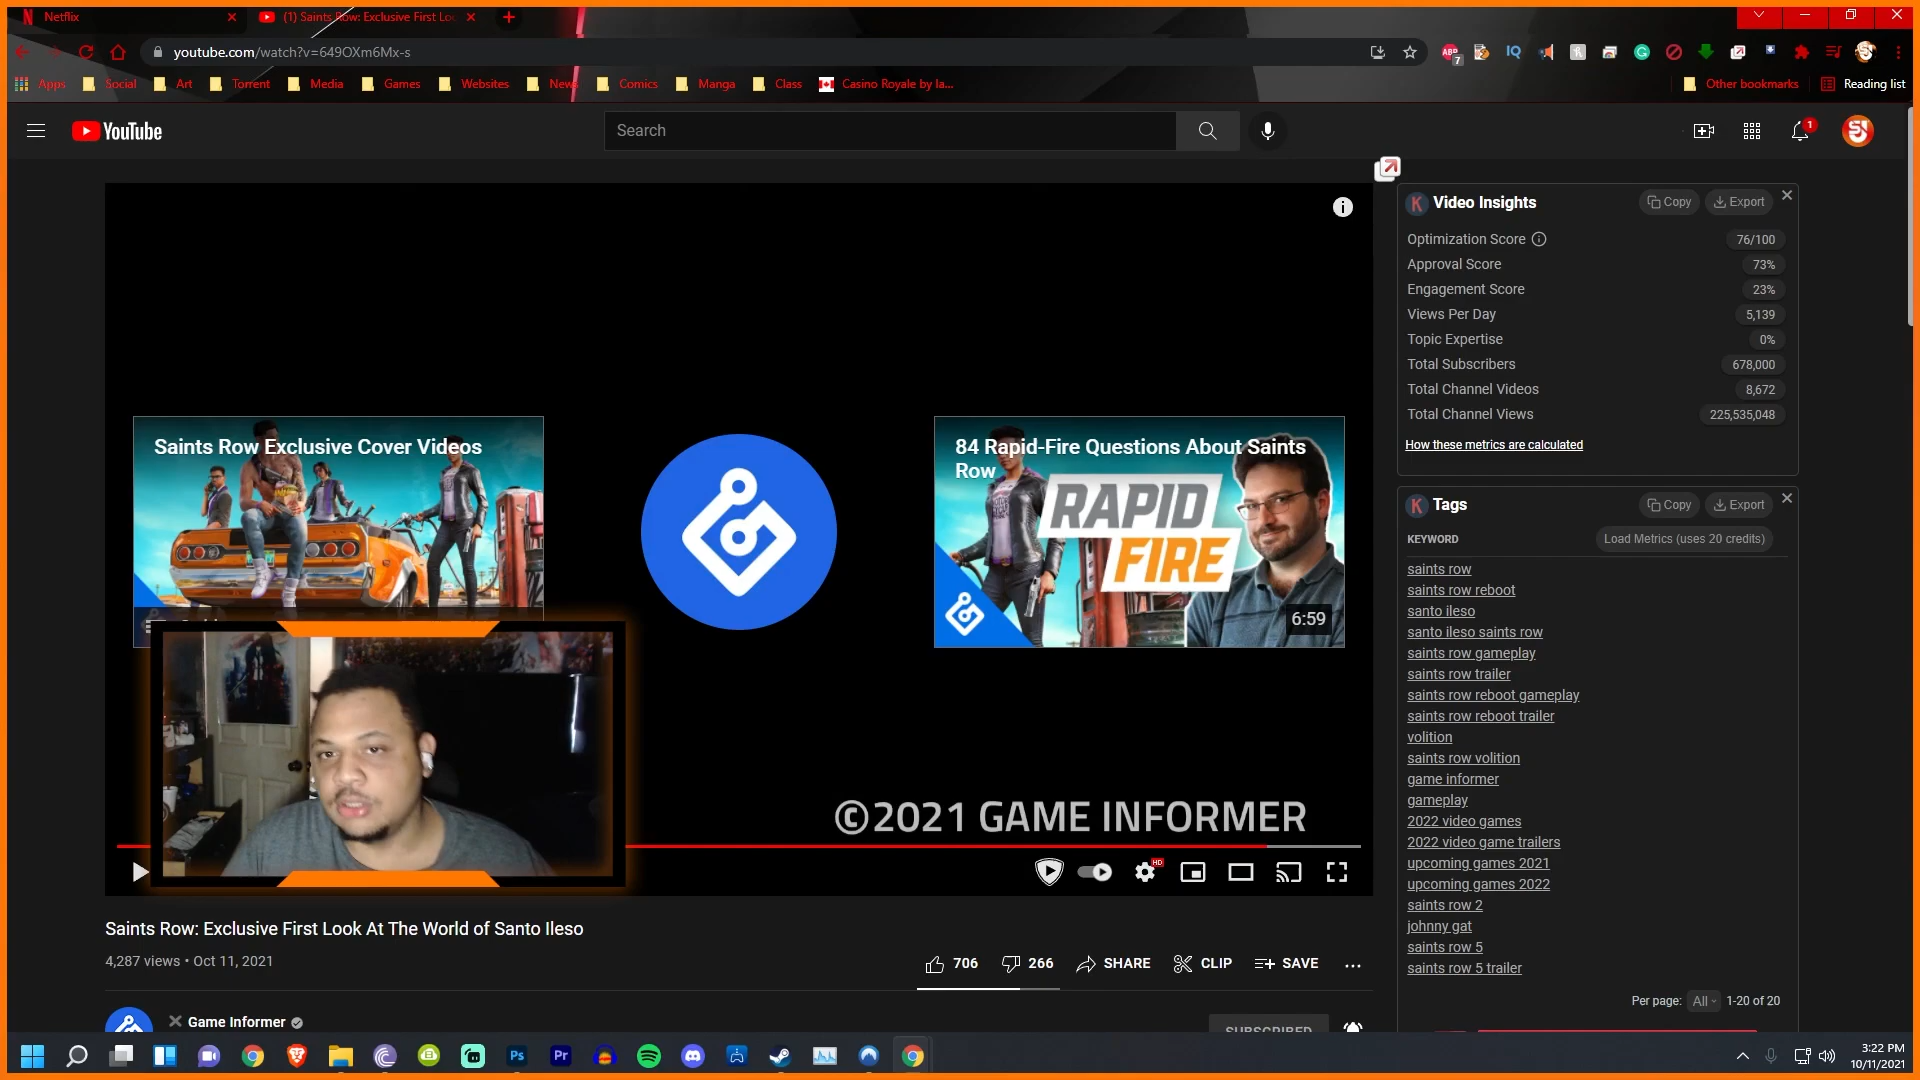 Netflix
(1) Saints Row: Exclusive First Lo
youtube.com/watch?v=649OXm6Mx-s
ABP
7
IQ
Apps
Social
Art
Torrent
Media
Games
Websites
News
Comics
Manga
Class
Casino Royale by Ia...
Other bookmarks
Reading list
YouTube
Search
1
Saints Row Exclusive Cover Videos
84 Rapid-Fire Questions About Saints
Row
RAPID
FIRE
6:59
©2021 GAME INFORMER
HD
Saints Row: Exclusive First Look At The World of Santo Ileso
4,287 views • Oct 11, 2021
706
266
SHARE
CLIP
SAVE
Game Informer
SUBSCRIBED
K Video Insights
Copy
Export
Optimization Score 76/100
Approval Score 73%
Engagement Score 23%
Views Per Day 5,139
Topic Expertise 0%
Total Subscribers 678,000
Total Channel Videos 8,672
Total Channel Views 225,535,048
How these metrics are calculated
K Tags
Copy
Export
KEYWORD
Load Metrics (uses 20 credits)
saints row
saints row reboot
santo ileso
santo ileso saints row
saints row gameplay
saints row trailer
saints row reboot gameplay
saints row reboot trailer
volition
saints row volition
game informer
gameplay
2022 video games
2022 video game trailers
upcoming games 2021
upcoming games 2022
saints row 2
johnny gat
saints row 5
saints row 5 trailer
Per page: All 1-20 of 20
Ps
Pr
3:22 PM
10/11/2021